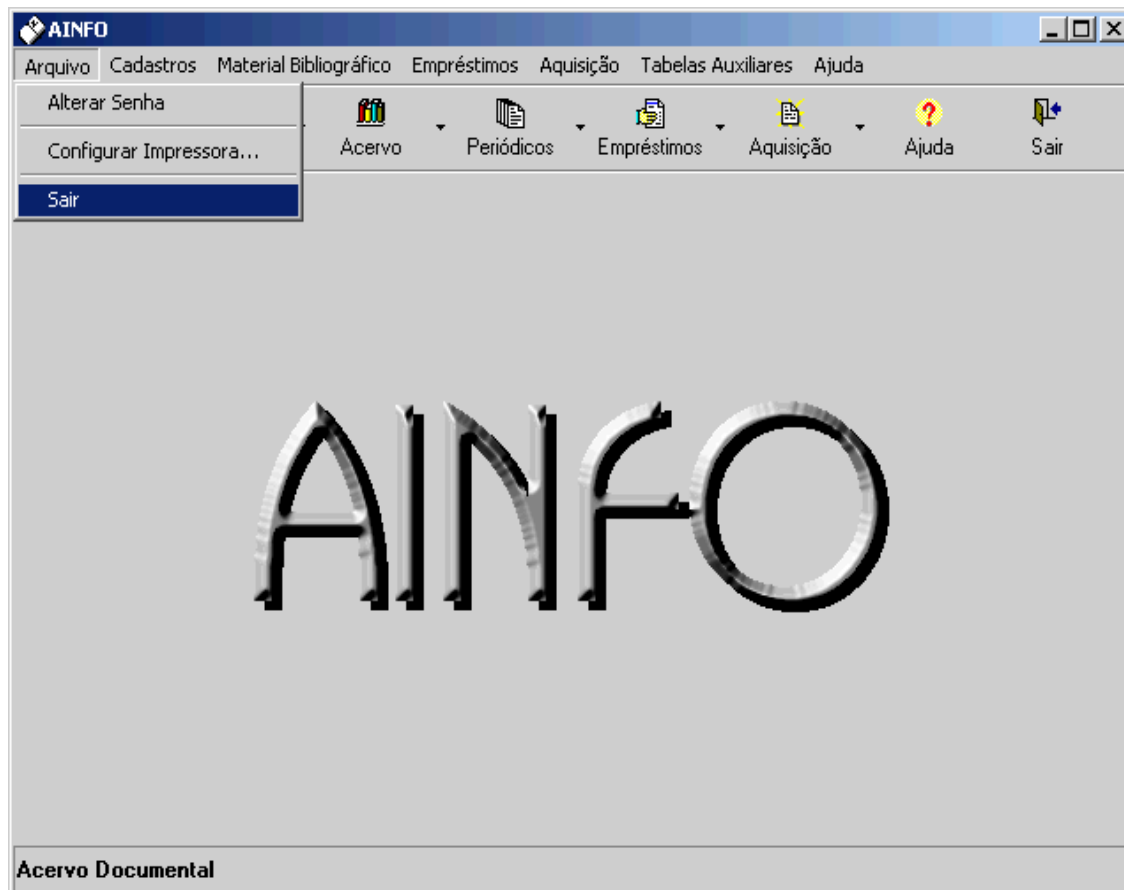 AINFO
Arquivo Cadastros Material Bibliográfico Empréstimos Aquisição Tabelas Auxiliares Ajuda
Alterar Senha
Configurar Impressora...
Sair
Acervo Periódicos Empréstimos Aquisição Ajuda Sair
AINFO
Acervo Documental